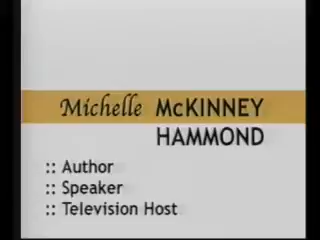 Michelle McKINNEY
HAMMOND
:: Author
:: Speaker
:: Television Host